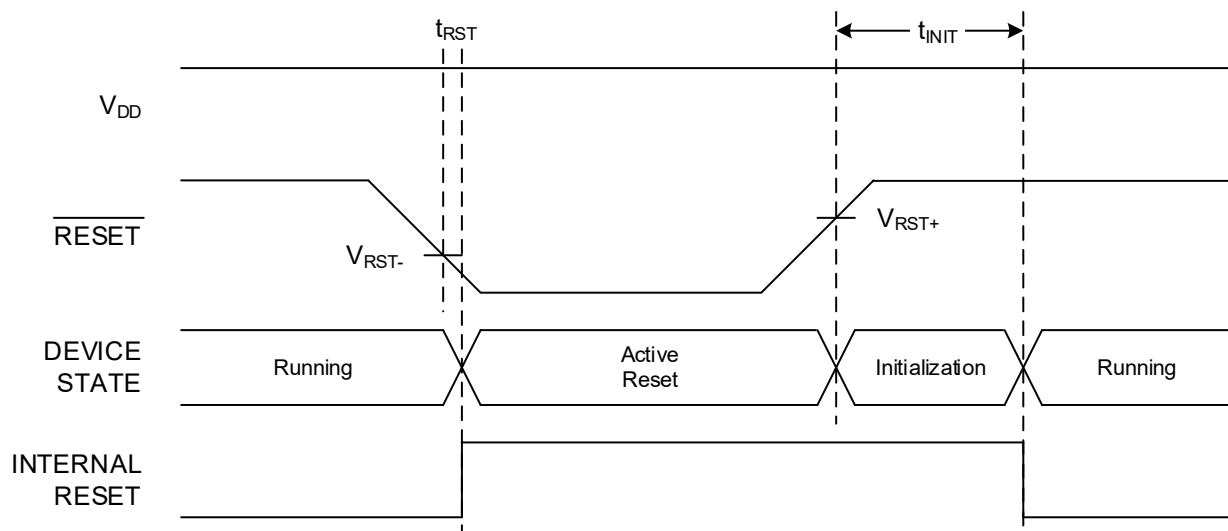 tRST
tINIT
VDD
RESET
VRST-
VRST+
DEVICE
STATE
Running
Active
Reset
Initialization
Running
INTERNAL
RESET